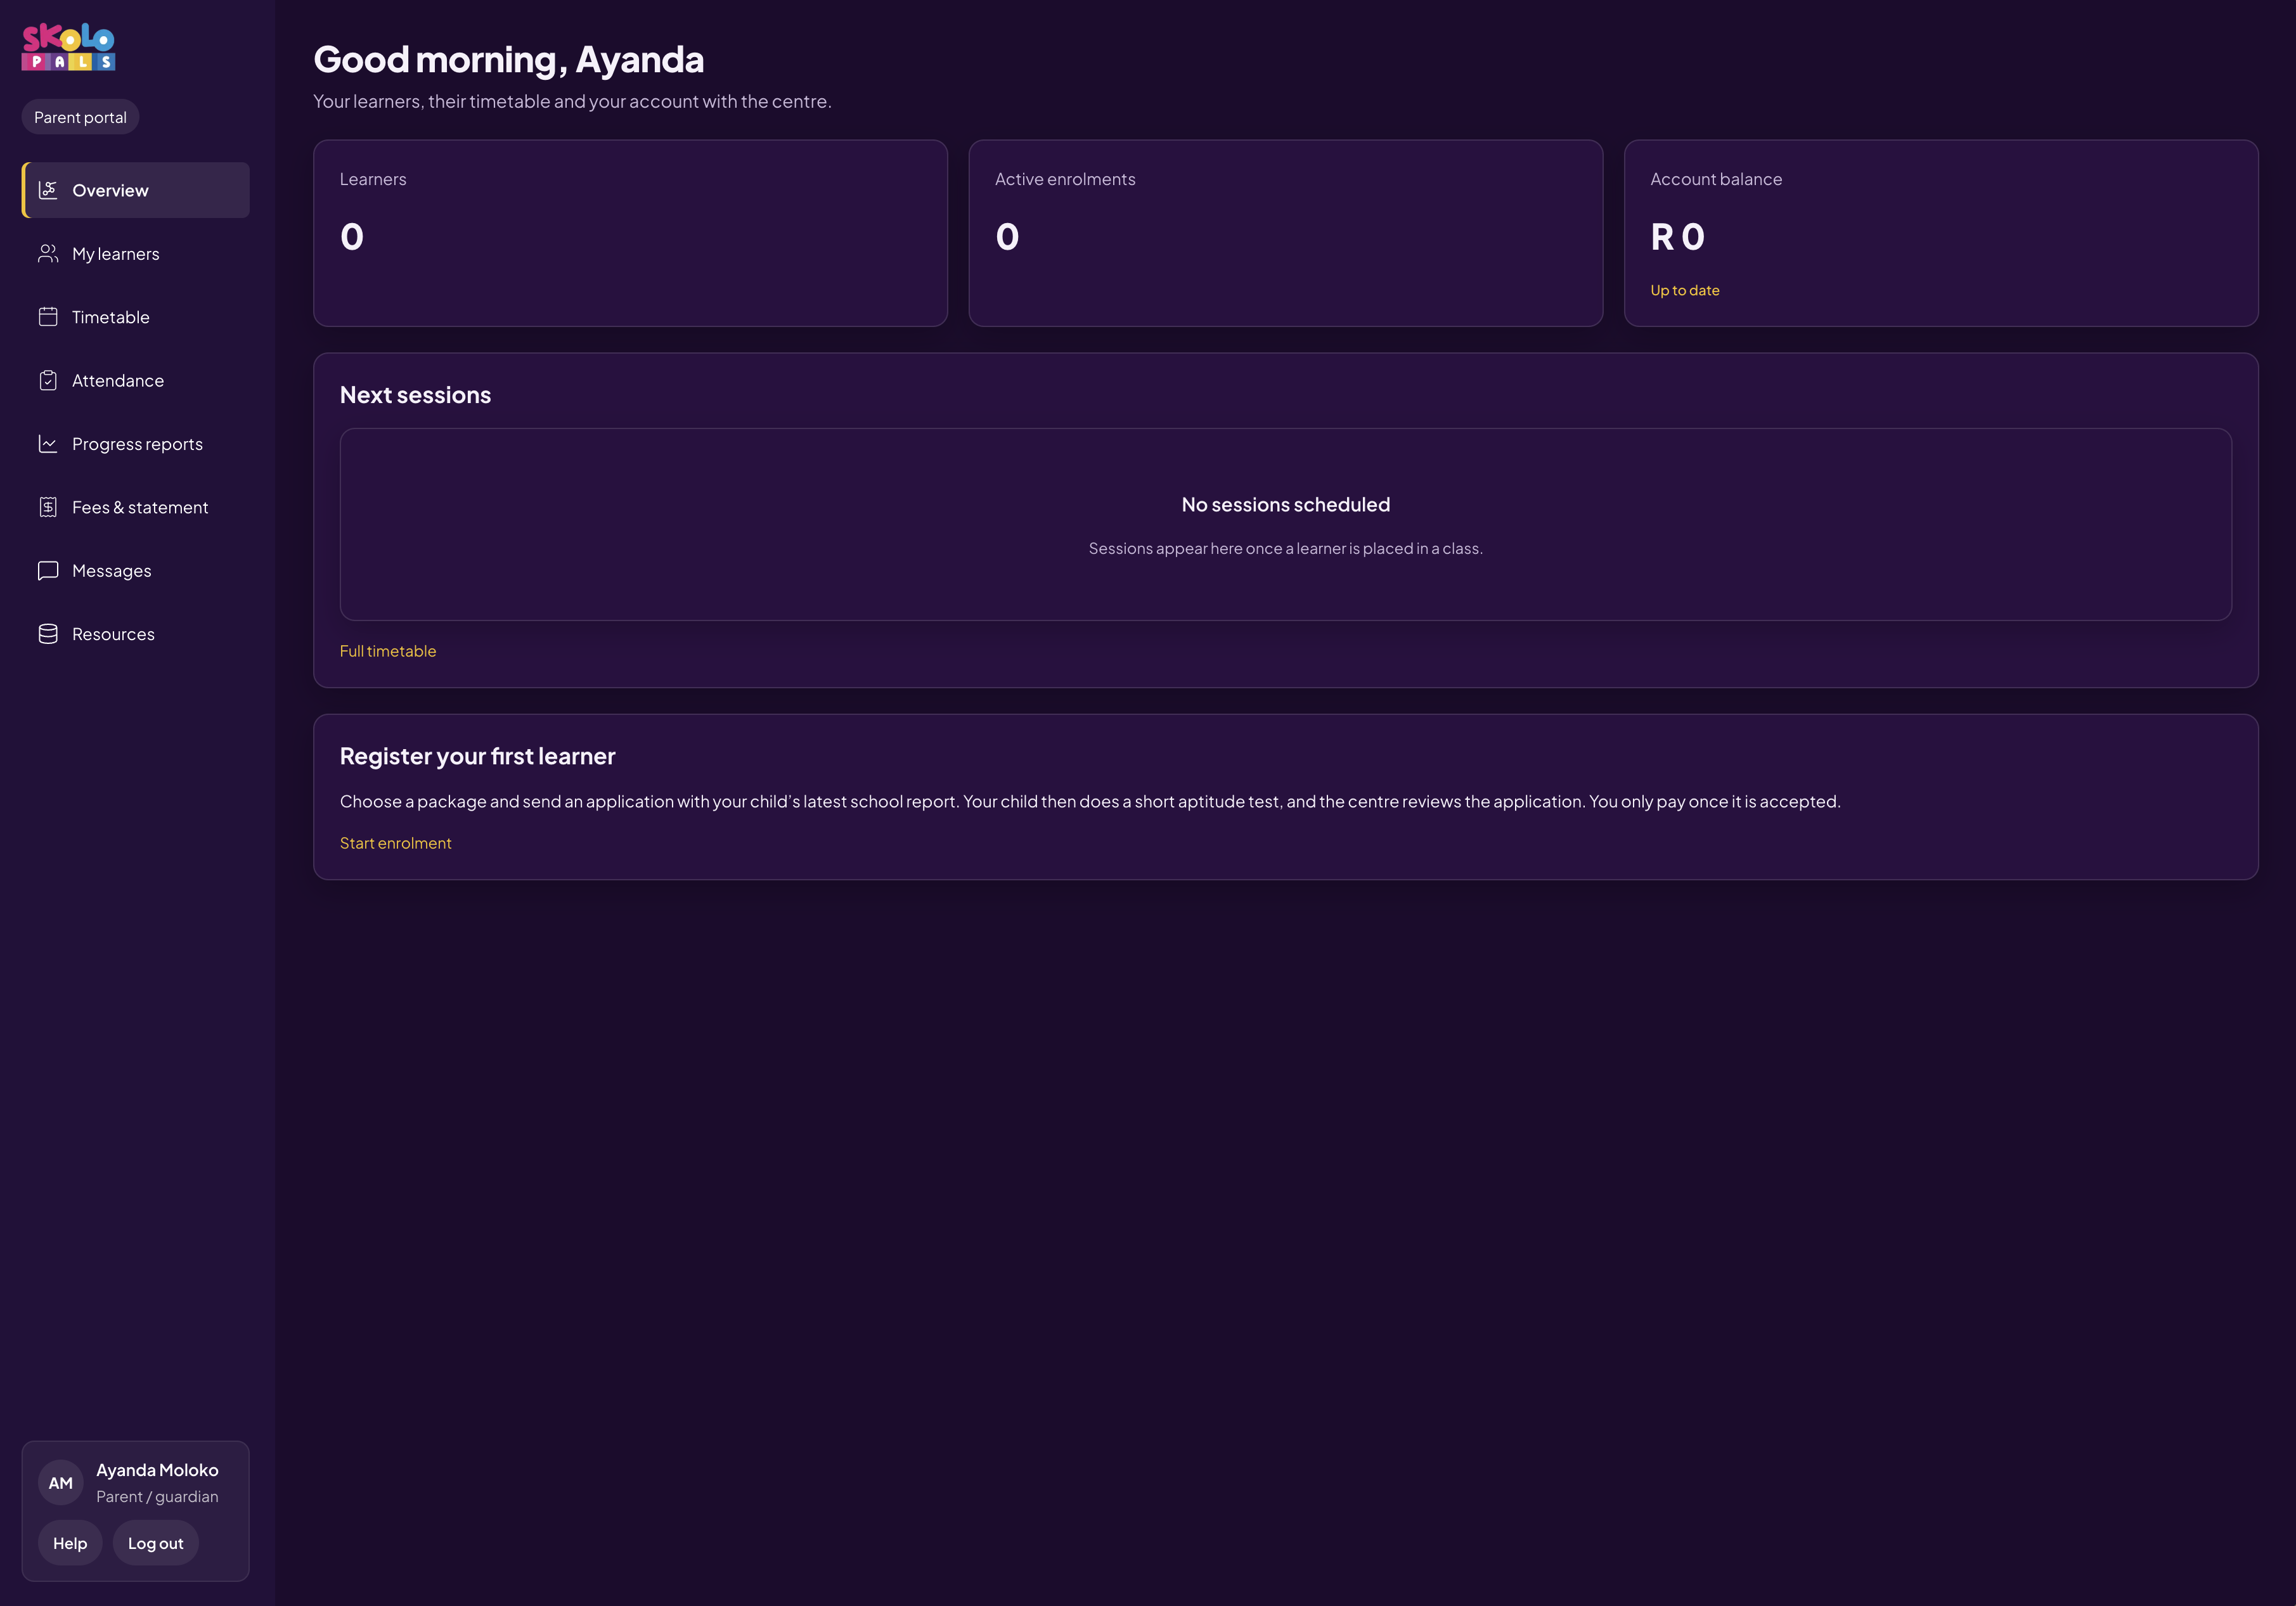 SKOLO
PALS
Parent portal
Overview
My learners
Timetable
Attendance
Progress reports
Fees & statement
Messages
Resources
AM
Ayanda Moloko
Parent / guardian
Help
Log out
Good morning, Ayanda
Your learners, their timetable and your account with the centre.
Learners
0
Active enrolments
0
Account balance
R 0
Up to date
Next sessions
No sessions scheduled
Sessions appear here once a learner is placed in a class.
Full timetable
Register your first learner
Choose a package and send an application with your child's latest school report. Your child then does a short aptitude test, and the centre reviews the application. You only pay once it is accepted.
Start enrolment